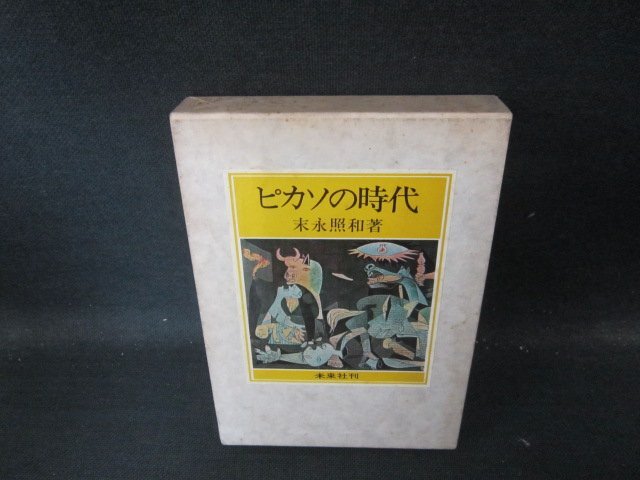 ピカソの時代
末永照和著
未来社刊